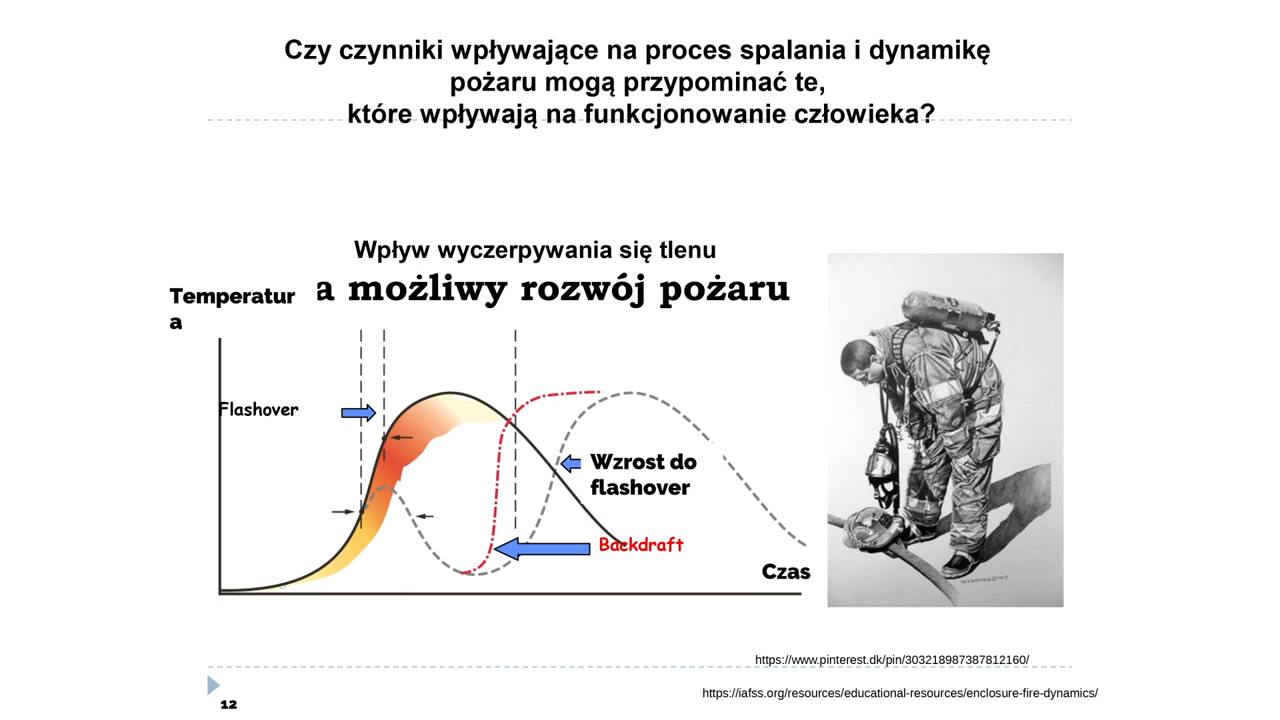 Czy czynniki wpływające na proces spalania i dynamikę
pożaru mogą przypominać te,
które wpływają na funkcjonowanie człowieka?
Wpływ wyczerpywania się tlenu
a możliwy rozwój pożaru
Temperatur
a
Flashover
Wzrost do
flashover
Backdraft
Czas
https://www.pinterest.dk/pin/303218987387812160/
https://iafss.org/resources/educational-resources/enclosure-fire-dynamics/
12